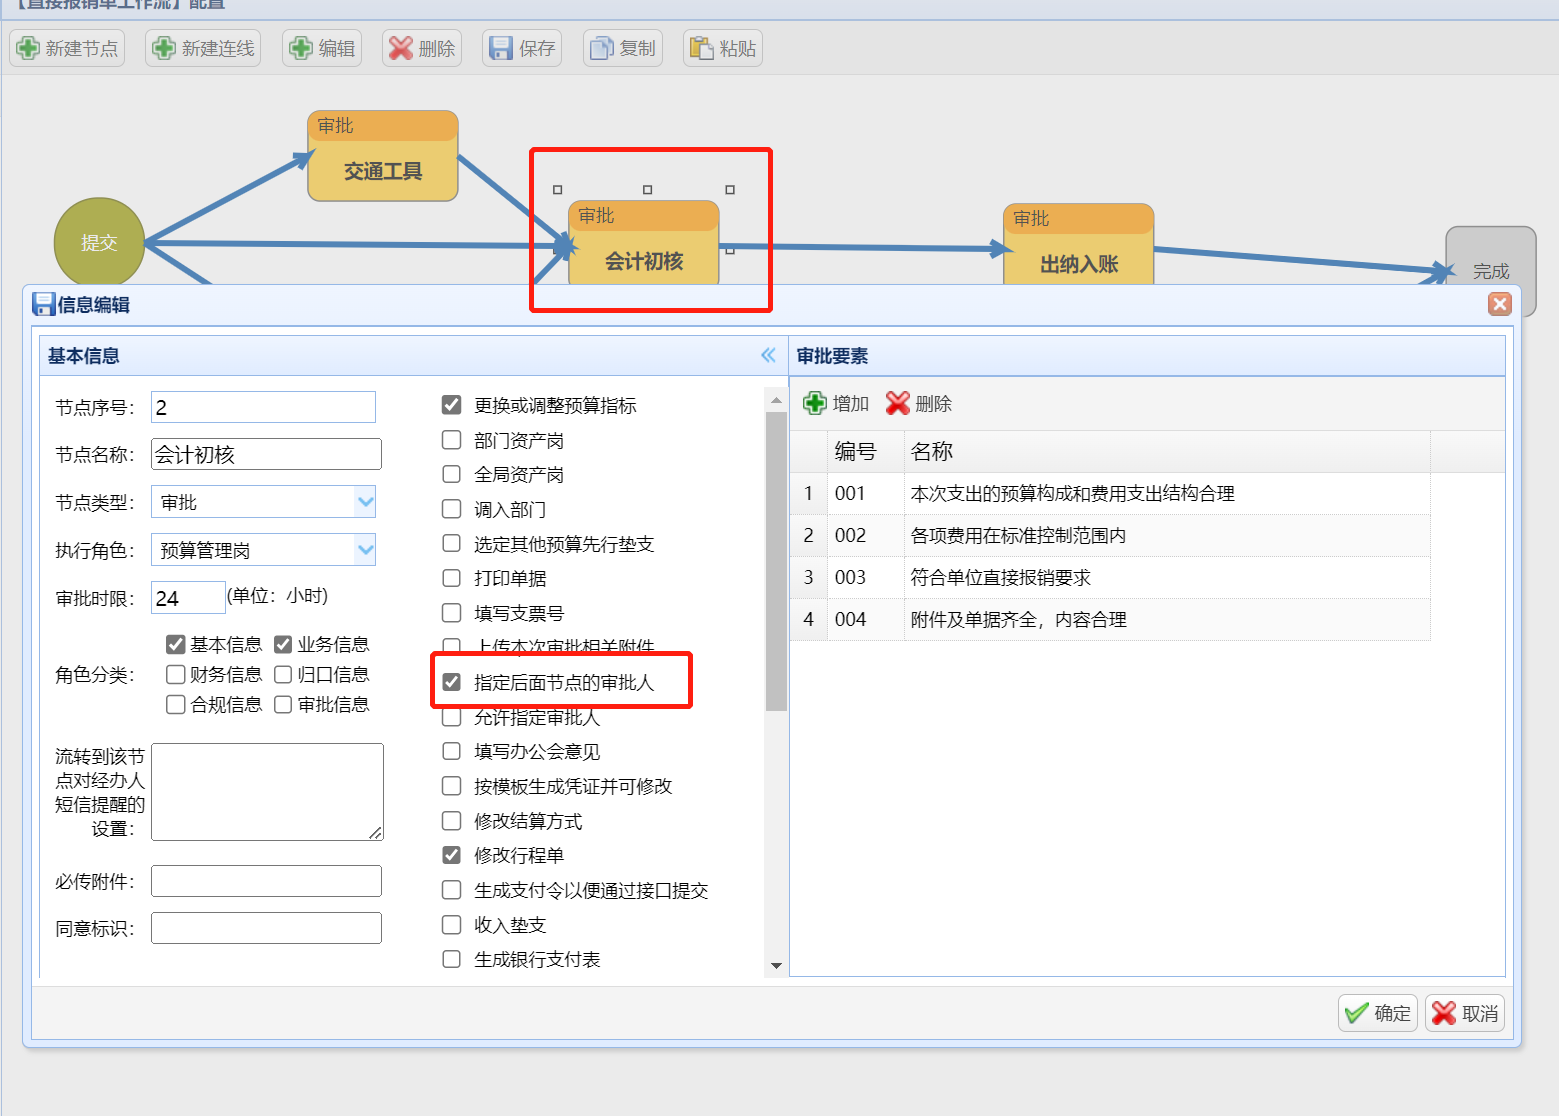 【直接报销单工作流】配置
新建节点 新建连线 编辑 删除 保存 复制 粘贴
审批
交通工具
提交
审批
会计初核
审批
出纳入账
完成
信息编辑
基本信息
节点序号： 2
节点名称： 会计初核
节点类型： 审批
执行角色： 预算管理岗
审批时限： 24 (单位：小时)
角色分类：
基本信息 业务信息
财务信息 归口信息
合规信息 审批信息
流转到该节
点对经办人
短信提醒的
设置：
必传附件：
同意标识：
更换或调整预算指标
部门资产岗
全局资产岗
调入部门
选定其他预算先行垫支
打印单据
填写支票号
上传本次审批相关附件
指定后面节点的审批人
允许指定审批人
填写办公会意见
按模板生成凭证并可修改
修改结算方式
修改行程单
生成支付令以便通过接口提交
收入垫支
生成银行支付表
审批要素
增加 删除
编号 名称
1 001 本次支出的预算构成和费用支出结构合理
2 002 各项费用在标准控制范围内
3 003 符合单位直接报销要求
4 004 附件及单据齐全，内容合理
确定 取消